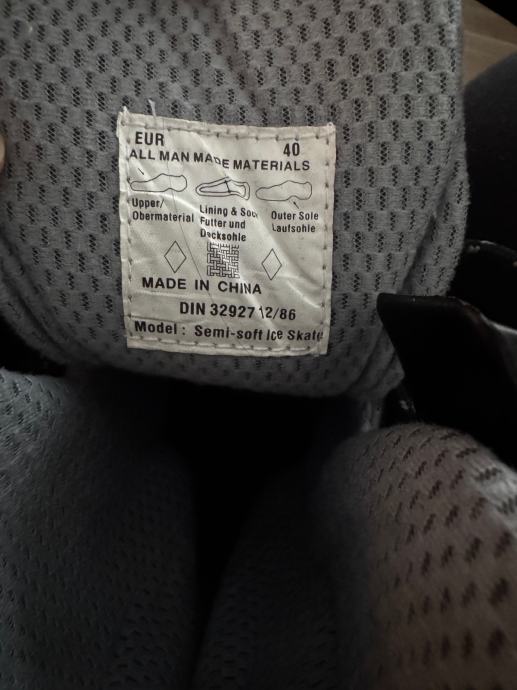 EUR 40
ALL MAN MADE MATERIALS
Upper/ Lining & Soc Outer Sole
Obermaterial Futter und Laufsohle
Decksohle
MADE IN CHINA
DIN 32927 12/86
Model : Semi-soft Ice Skate